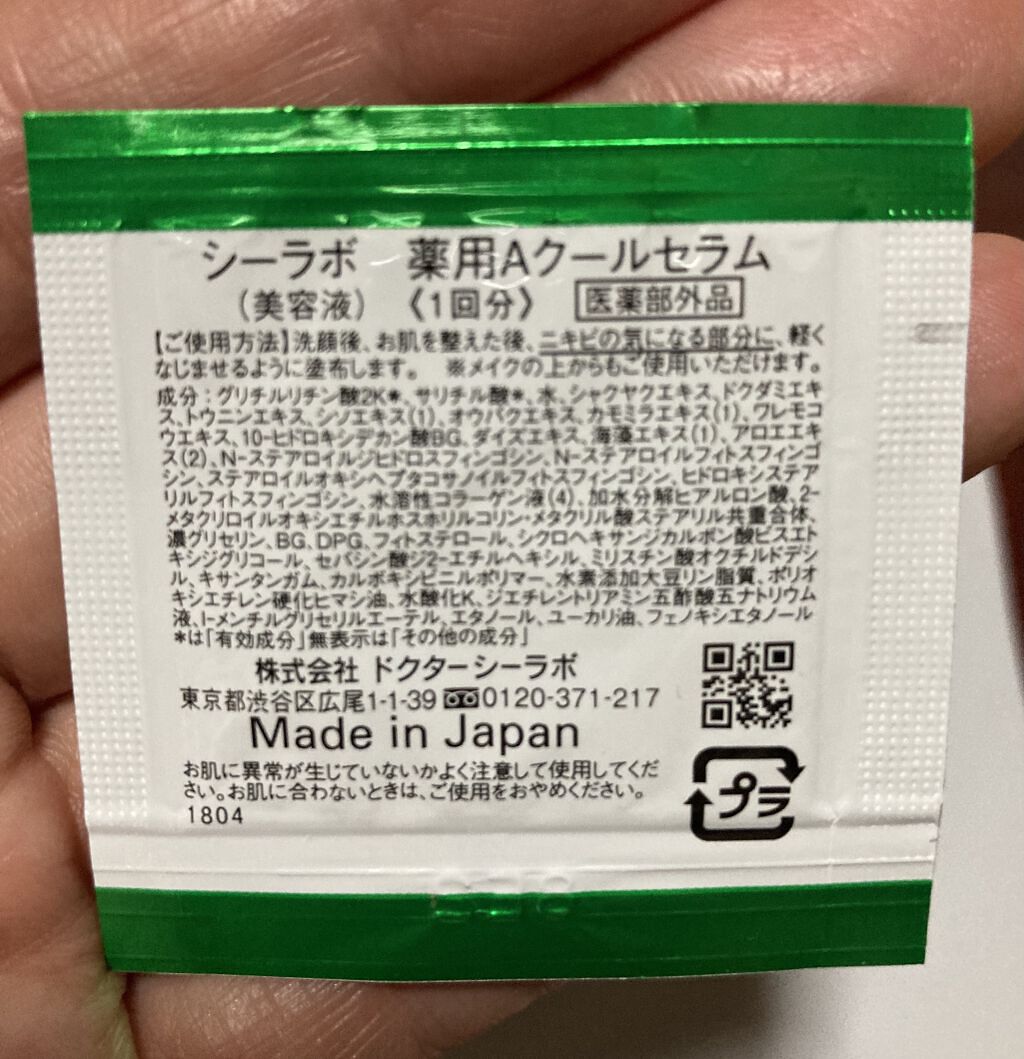 シーラボ 薬用Aクールセラム
(美容液) 〈1回分〉 医薬部外品
【ご使用方法】洗顔後、お肌を整えた後、ニキビの気になる部分に、軽く
なじませるように塗布します。 ※メイクの上からもご使用いただけます。
成分:グリチルリチン酸2K*、サリチル酸*、水、シャクヤクエキス、ドクダミエキ
ス、トウニンエキス、シソエキス(1)、オウバクエキス、カモミラエキス(1)、ワレモコ
ウエキス、10-ヒドロキシデカン酸BG、ダイズエキス、海藻エキス(1)、アロエエキ
ス(2)、N-ステアロイルジヒドロスフィンゴシン、N-ステアロイルフィトスフィンゴ
シン、ステアロイルオキシヘプタコサノイルフィトスフィンゴシン、ヒドロキシステア
リルフィトスフィンゴシン、水溶性コラーゲン液(4)、加水分解ヒアルロン酸、2-
メタクリロイルオキシエチルホスホリルコリン・メタクリル酸ステアリル共重合体、
濃グリセリン、BG、DPG、フィトステロール、シクロヘキサンジカルボン酸ビスエト
キシジグリコール、セバシン酸ジ2-エチルヘキシル、ミリスチン酸オクチルドデシ
ル、キサンタンガム、カルボキシビニルポリマー、水素添加大豆リン脂質、ポリオ
キシエチレン硬化ヒマシ油、水酸化K、ジエチレントリアミン五酢酸五ナトリウム
液、l-メンチルグリセリルエーテル、エタノール、ユーカリ油、フェノキシエタノール
*は「有効成分」無表示は「その他の成分」
株式会社 ドクターシーラボ
東京都渋谷区広尾1-1-39 0120-371-217
Made in Japan
お肌に異常が生じていないかよく注意して使用してくだ
さい。お肌に合わないときは、ご使用をおやめください。
1804
プラ